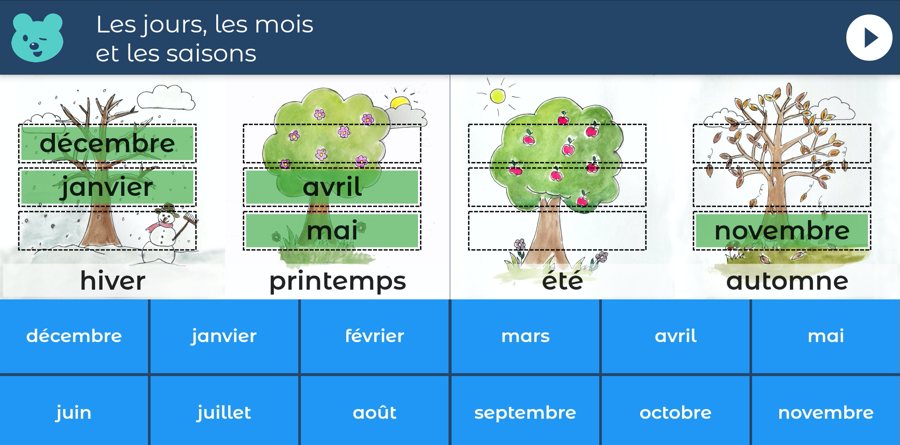 Les jours, les mois
et les saisons
décembre
janvier
avril
mai
novembre
hiver
printemps
été
automne
décembre
janvier
février
mars
avril
mai
juin
juillet
août
septembre
octobre
novembre